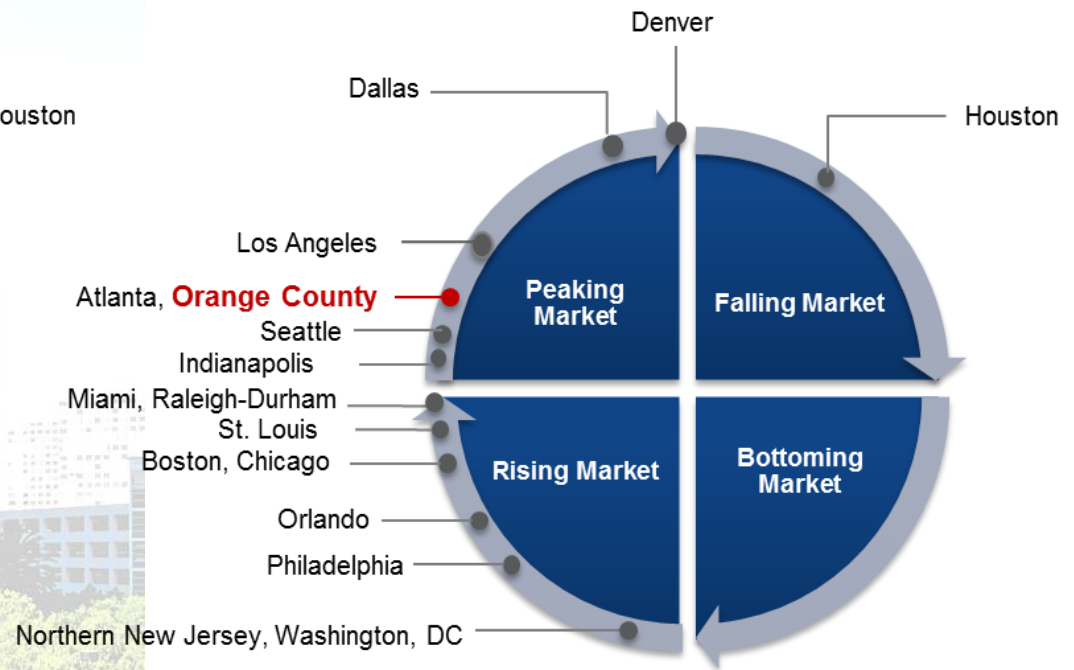 Denver
Dallas
ouston
Houston
Los Angeles
Atlanta, Orange County
Peaking
Market
Falling Market
Seattle
Indianapolis
Miami, Raleigh-Durham
St. Louis
Boston, Chicago
Rising Market
Bottoming
Market
Orlando
Philadelphia
Northern New Jersey, Washington, DC